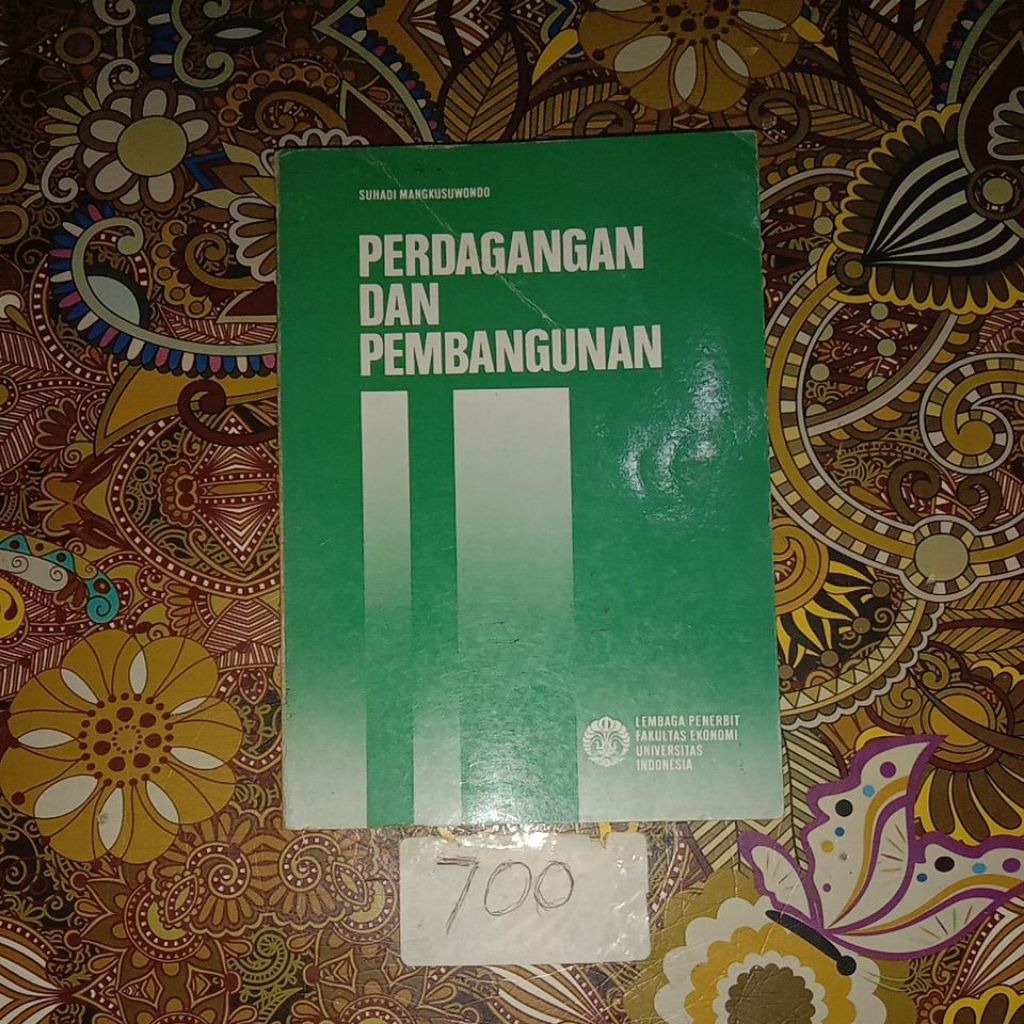 SUHADI MANGKUSUWONDO
PERDAGANGAN
DAN
PEMBANGUNAN
LEMBAGA PENERBIT
FAKULTAS EKONOMI
UNIVERSITAS
INDONESIA
700